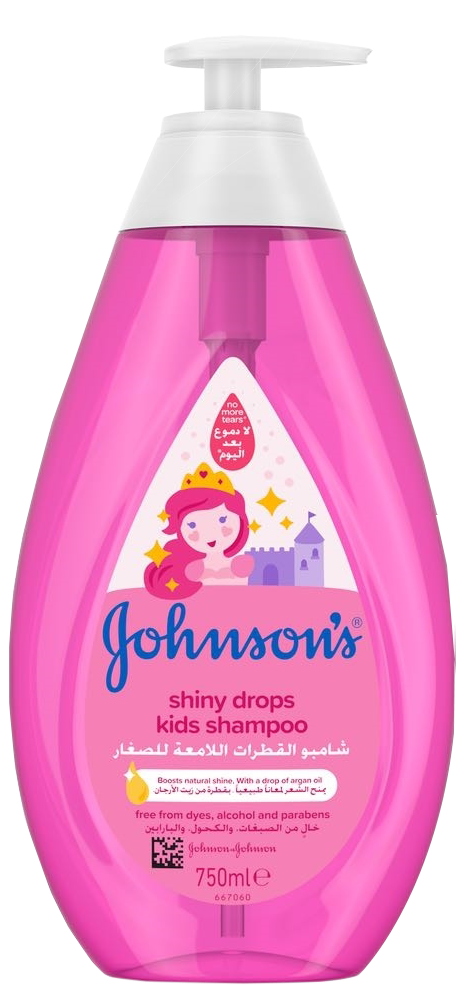 no
more
tears®
لا دموع
بعد
اليوم®
Johnson's®
shiny drops
kids shampoo
شامبو القطرات اللامعة للصغار
Boosts natural shine. With a drop of argan oil
يمنح الشعر لمعاناً طبيعياً. بقطرة من زيت الأرجان
free from dyes, alcohol and parabens
خالٍ من الصبغات، والكحول، والبارابين
Johnson & Johnson
750ml℮
667060